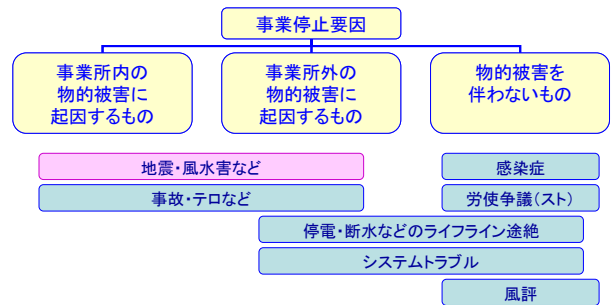 事業停止要因
事業所内の
物的被害に
起因するもの
事業所外の
物的被害に
起因するもの
物的被害を
伴わないもの
地震・風水害など
感染症
事故・テロなど
労使争議(スト)
停電・断水などのライフライン途絶
システムトラブル
風評